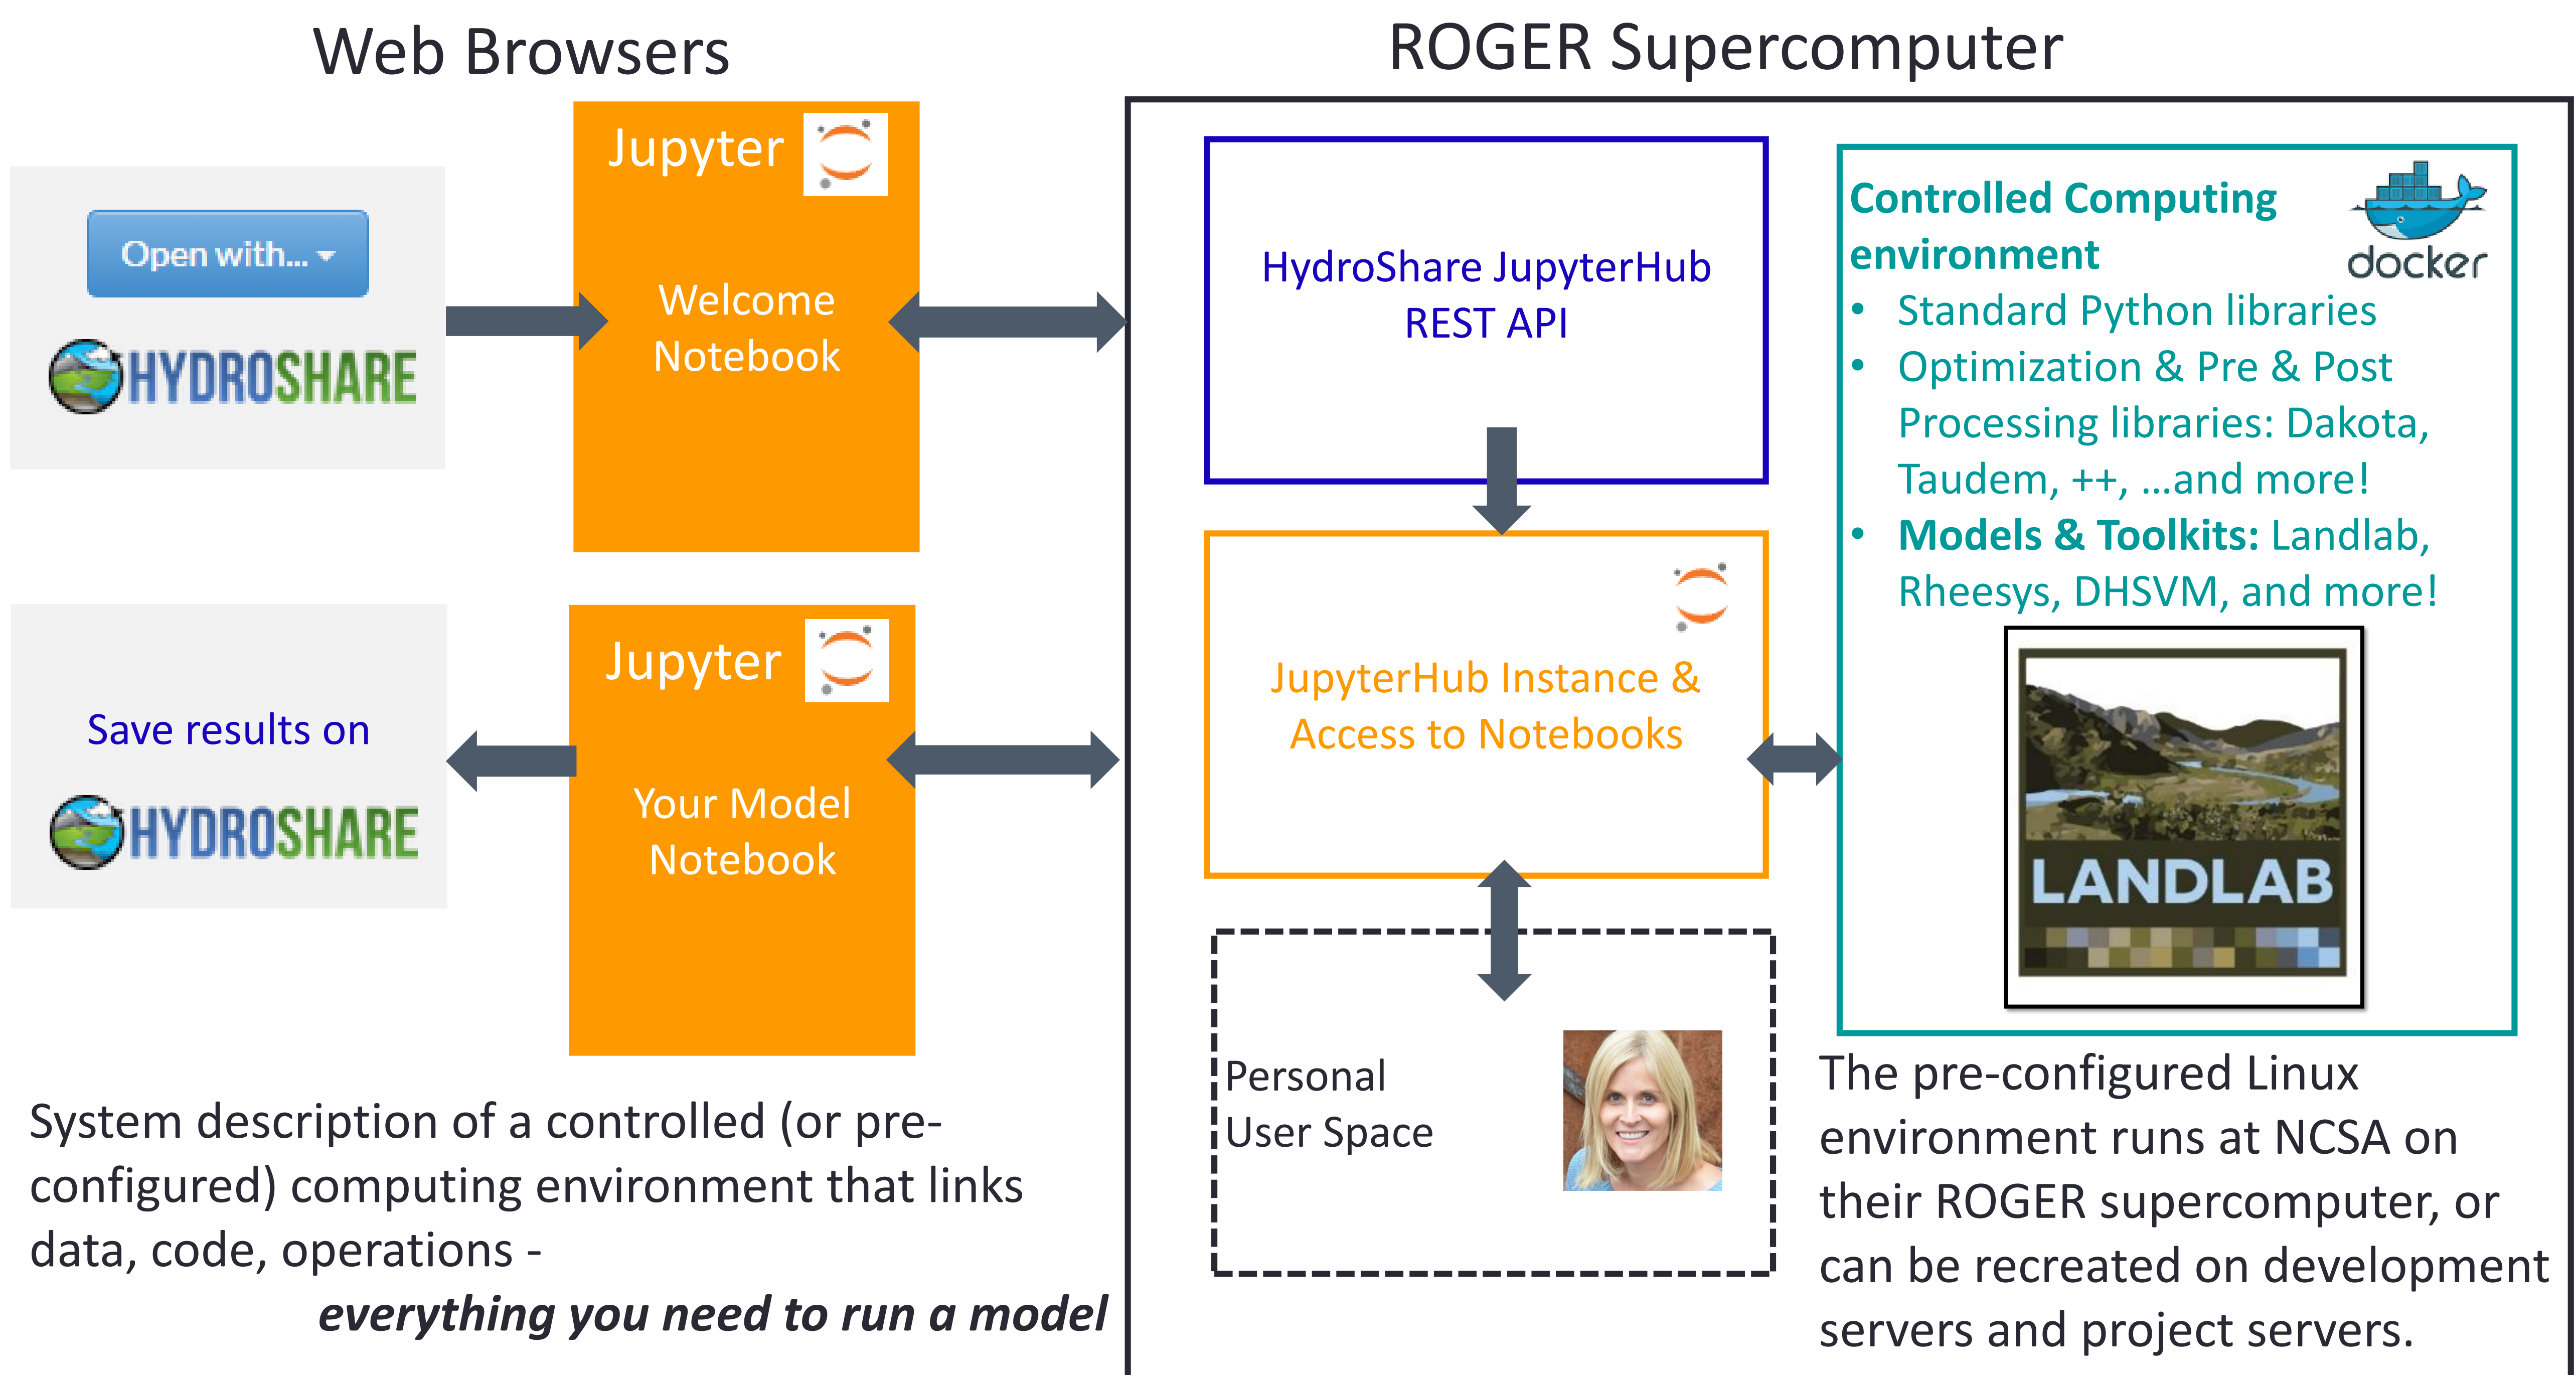 Web Browsers
ROGER Supercomputer
Open with...
HYDROSHARE
Jupyter
Welcome
Notebook
Save results on
HYDROSHARE
Jupyter
Your Model
Notebook
System description of a controlled (or pre-
configured) computing environment that links
data, code, operations -
everything you need to run a model
HydroShare JupyterHub
REST API
JupyterHub Instance &
Access to Notebooks
Personal
User Space
Controlled Computing
environment
docker
• Standard Python libraries
• Optimization & Pre & Post
Processing libraries: Dakota,
Taudem, ++, ...and more!
• Models & Toolkits: Landlab,
Rheesys, DHSVM, and more!
LANDLAB
The pre-configured Linux
environment runs at NCSA on
their ROGER supercomputer, or
can be recreated on development
servers and project servers.